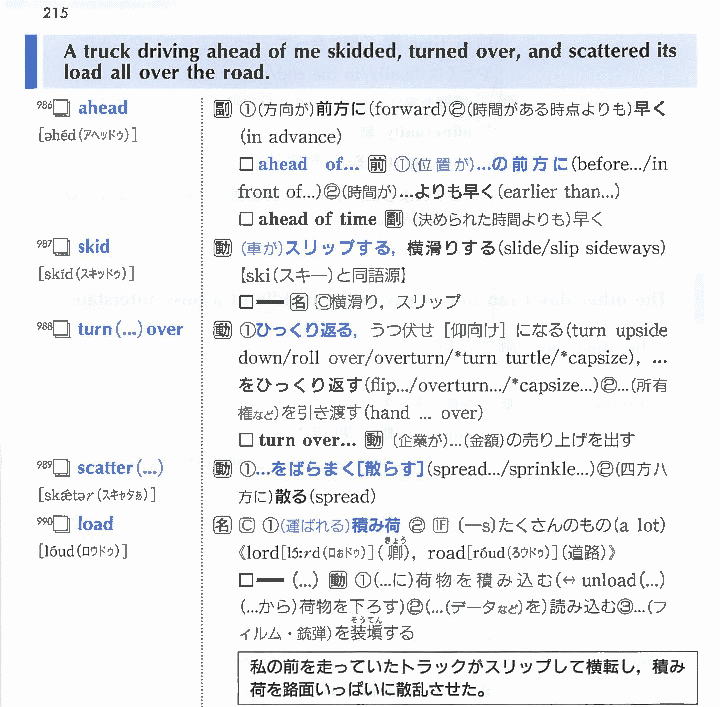 215
A truck driving ahead of me skidded, turned over, and scattered its
load all over the road.
986 □ ahead
[əhéd(アヘッドゥ)]
副 ①(方向が)前方に(forward)②(時間がある時点よりも)早く
(in advance)
□ ahead of... 前 ①(位置が)...の前方に(before.../in
front of...)②(時間が)...よりも早く(earlier than...)
□ ahead of time 副 (決められた時間よりも)早く
987 □ skid
[skíd(スキッドゥ)]
動 (車が)スリップする, 横滑りする(slide/slip sideways)
【ski(スキー)と同語源】
□━ 名 Ⓒ横滑り, スリップ
988 □ turn(...)over
動 ①ひっくり返る, うつ伏せ[仰向け]になる(turn upside
down/roll over/overturn/*turn turtle/*capsize), ...
をひっくり返す(flip.../overturn.../*capsize...)②...(所有
権など)を引き渡す(hand ... over)
□ turn over... 動 (企業が)...(金額)の売り上げを出す
989 □ scatter(...)
[skǽtər(スキャタぉ)]
動 ①...をばらまく[散らす](spread.../sprinkle...)②(四方八
方に)散る(spread)
990 □ load
[lóud(ロウドゥ)]
名 Ⓒ ①(運ばれる)積み荷 ② IF (―s)たくさんのもの(a lot)
《lord[lɔ́ːrd(ロぉドゥ)](卿きょう), road[róud(ろウドゥ)](道路)》
□━ (...) 動 ①(...に)荷物を積み込む(↔ unload(...)
(...から)荷物を下ろす)②(...(データなど)を)読み込む③...(フ
ィルム・銃弾)を装填そうてんする
私の前を走っていたトラックがスリップして横転し，積み
荷を路面いっぱいに散乱させた。